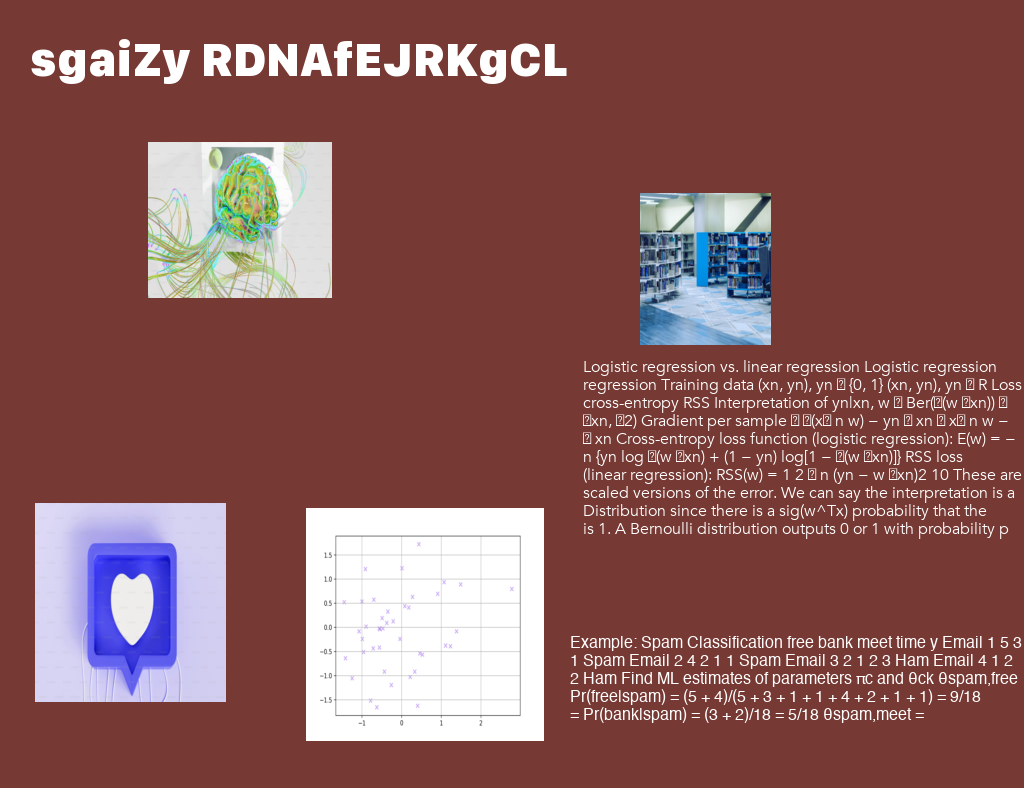 sgaiZy RDNAfEJRKgCL
Logistic regression vs. linear regression Logistic regression
regression Training data (xn, yn), yn � {0, 1} (xn, yn), yn � R Loss
cross-entropy RSS Interpretation of yn|xn, w � Ber(�(w �xn)) �
�xn, �2) Gradient per sample � �(x� n w) − yn � xn � x� n w −
� xn Cross-entropy loss function (logistic regression): E(w) = −
n {yn log �(w �xn) + (1 − yn) log[1 − �(w �xn)]} RSS loss
(linear regression): RSS(w) = 1 2 � n (yn − w �xn)2 10 These are
scaled versions of the error. We can say the interpretation is a
Distribution since there is a sig(w^Tx) probability that the
is 1. A Bernoulli distribution outputs 0 or 1 with probability p
1.5
1.0
0.5
0.0
−0.5
−1.0
−1.5
−1 0 1 2
Example: Spam Classification free bank meet time y Email 1 5 3
1 Spam Email 2 4 2 1 1 Spam Email 3 2 1 2 3 Ham Email 4 1 2
2 Ham Find ML estimates of parameters πc and θck θspam,free
Pr(free|spam) = (5 + 4)/(5 + 3 + 1 + 1 + 4 + 2 + 1 + 1) = 9/18
= Pr(bank|spam) = (3 + 2)/18 = 5/18 θspam,meet =